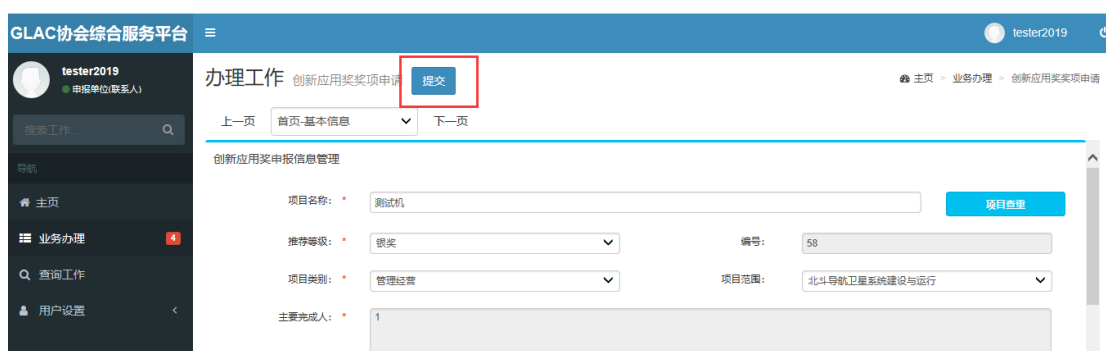 GLAC协会综合服务平台
tester2019
tester2019
申报单位(联系人)
办理工作 创新应用奖奖项申请 提交
主页 > 业务办理 > 创新应用奖奖项申请
搜索工作...
上一页 首页-基本信息 下一页
导航
创新应用奖申报信息管理
主页
项目名称: * 测试机 项目查重
业务办理 4
推荐等级: * 银奖 编号: 58
查询工作
项目类别: * 管理经营 项目范围: 北斗导航卫星系统建设与运行
用户设置
主要完成人: * 1